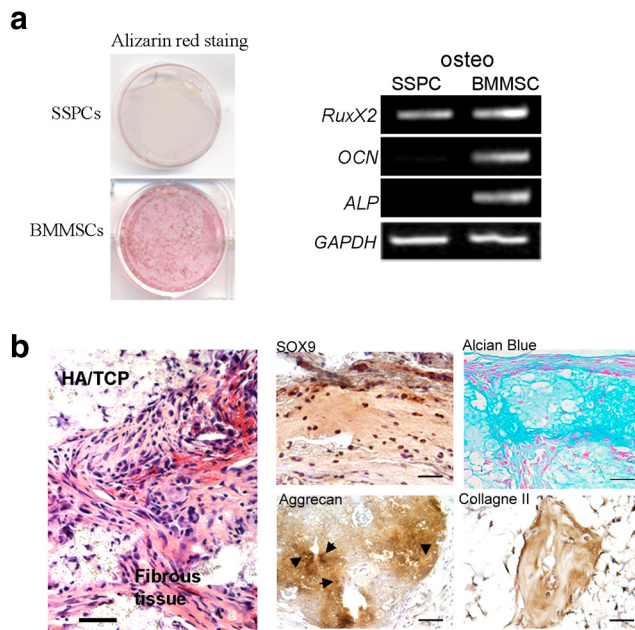 a
Alizarin red staing
SSPCs
BMMSCs
osteo
SSPC BMMSC
RuxX2
OCN
ALP
GAPDH
b
HA/TCP
Fibrous
tissue
SOX9
Alcian Blue
Aggrecan
Collagne II